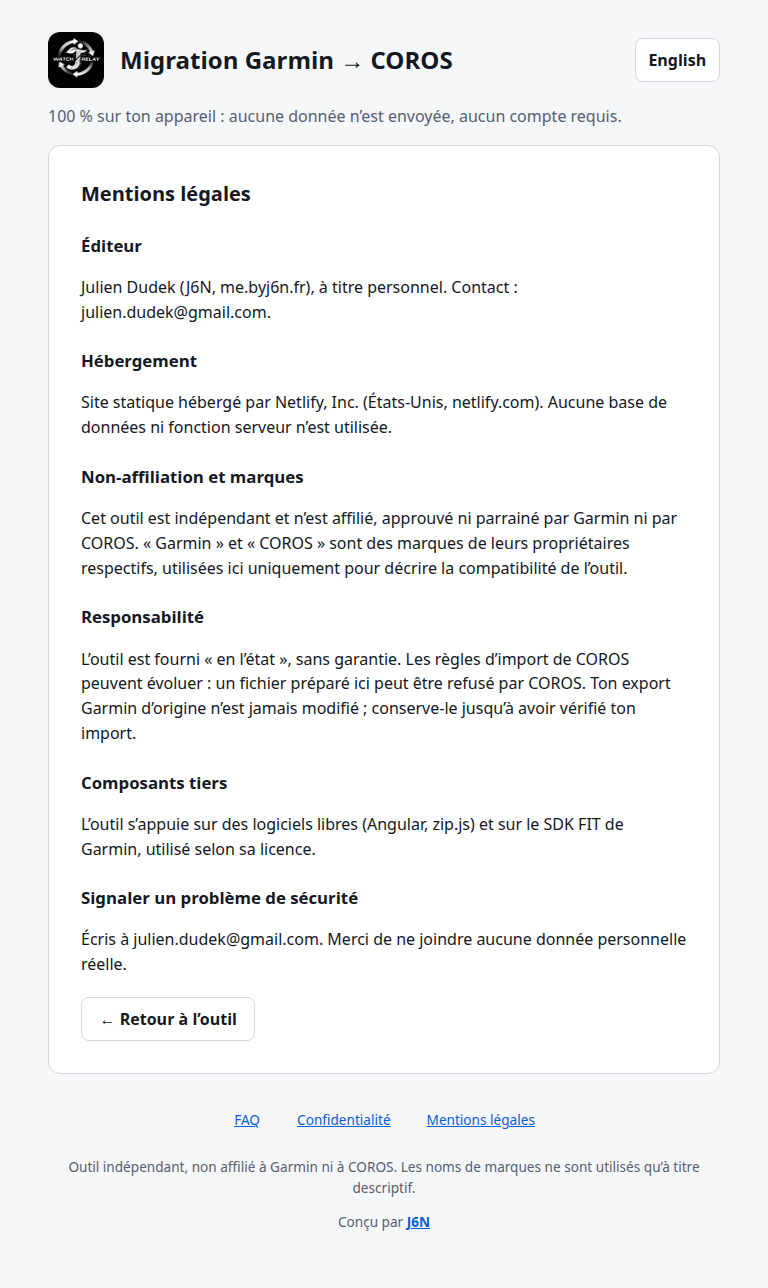 WATCH RELAY
Migration Garmin → COROS
English
100 % sur ton appareil : aucune donnée n’est envoyée, aucun compte requis.
Mentions légales
Éditeur
Julien Dudek (J6N, me.byj6n.fr), à titre personnel. Contact :
julien.dudek@gmail.com.
Hébergement
Site statique hébergé par Netlify, Inc. (États-Unis, netlify.com). Aucune base de
données ni fonction serveur n’est utilisée.
Non-affiliation et marques
Cet outil est indépendant et n’est affilié, approuvé ni parrainé par Garmin ni par
COROS. « Garmin » et « COROS » sont des marques de leurs propriétaires
respectifs, utilisées ici uniquement pour décrire la compatibilité de l’outil.
Responsabilité
L’outil est fourni « en l’état », sans garantie. Les règles d’import de COROS
peuvent évoluer : un fichier préparé ici peut être refusé par COROS. Ton export
Garmin d’origine n’est jamais modifié ; conserve-le jusqu’à avoir vérifié ton
import.
Composants tiers
L’outil s’appuie sur des logiciels libres (Angular, zip.js) et sur le SDK FIT de
Garmin, utilisé selon sa licence.
Signaler un problème de sécurité
Écris à julien.dudek@gmail.com. Merci de ne joindre aucune donnée personnelle
réelle.
← Retour à l’outil
FAQ Confidentialité Mentions légales
Outil indépendant, non affilié à Garmin ni à COROS. Les noms de marques ne sont utilisés qu’à titre
descriptif.
Conçu par J6N